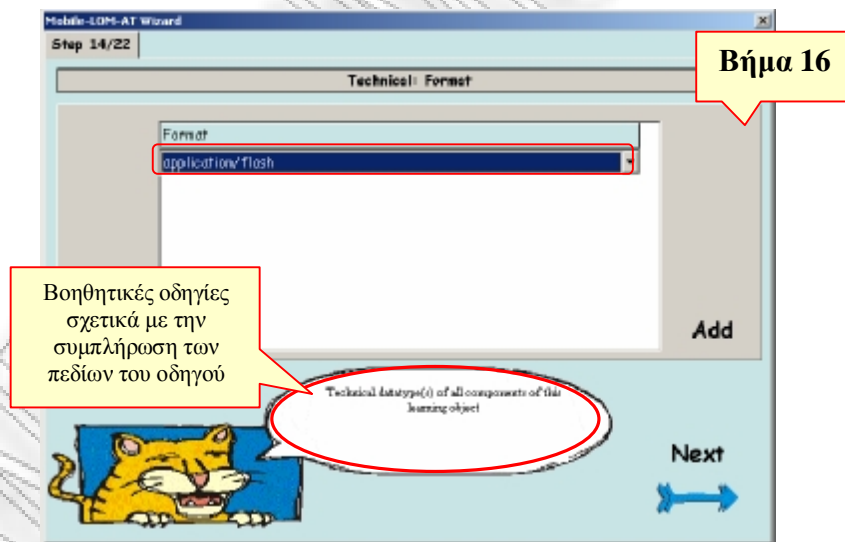 Mobile-LOM-AT Wizard
Step 14/22
Βήμα 16
Technical: Format
Format
application/flash
Βοηθητικές οδηγίες
σχετικά με την
συμπλήρωση των
πεδίων του οδηγού
Add
Technical datatype(s) of all components of this
learning object
Next